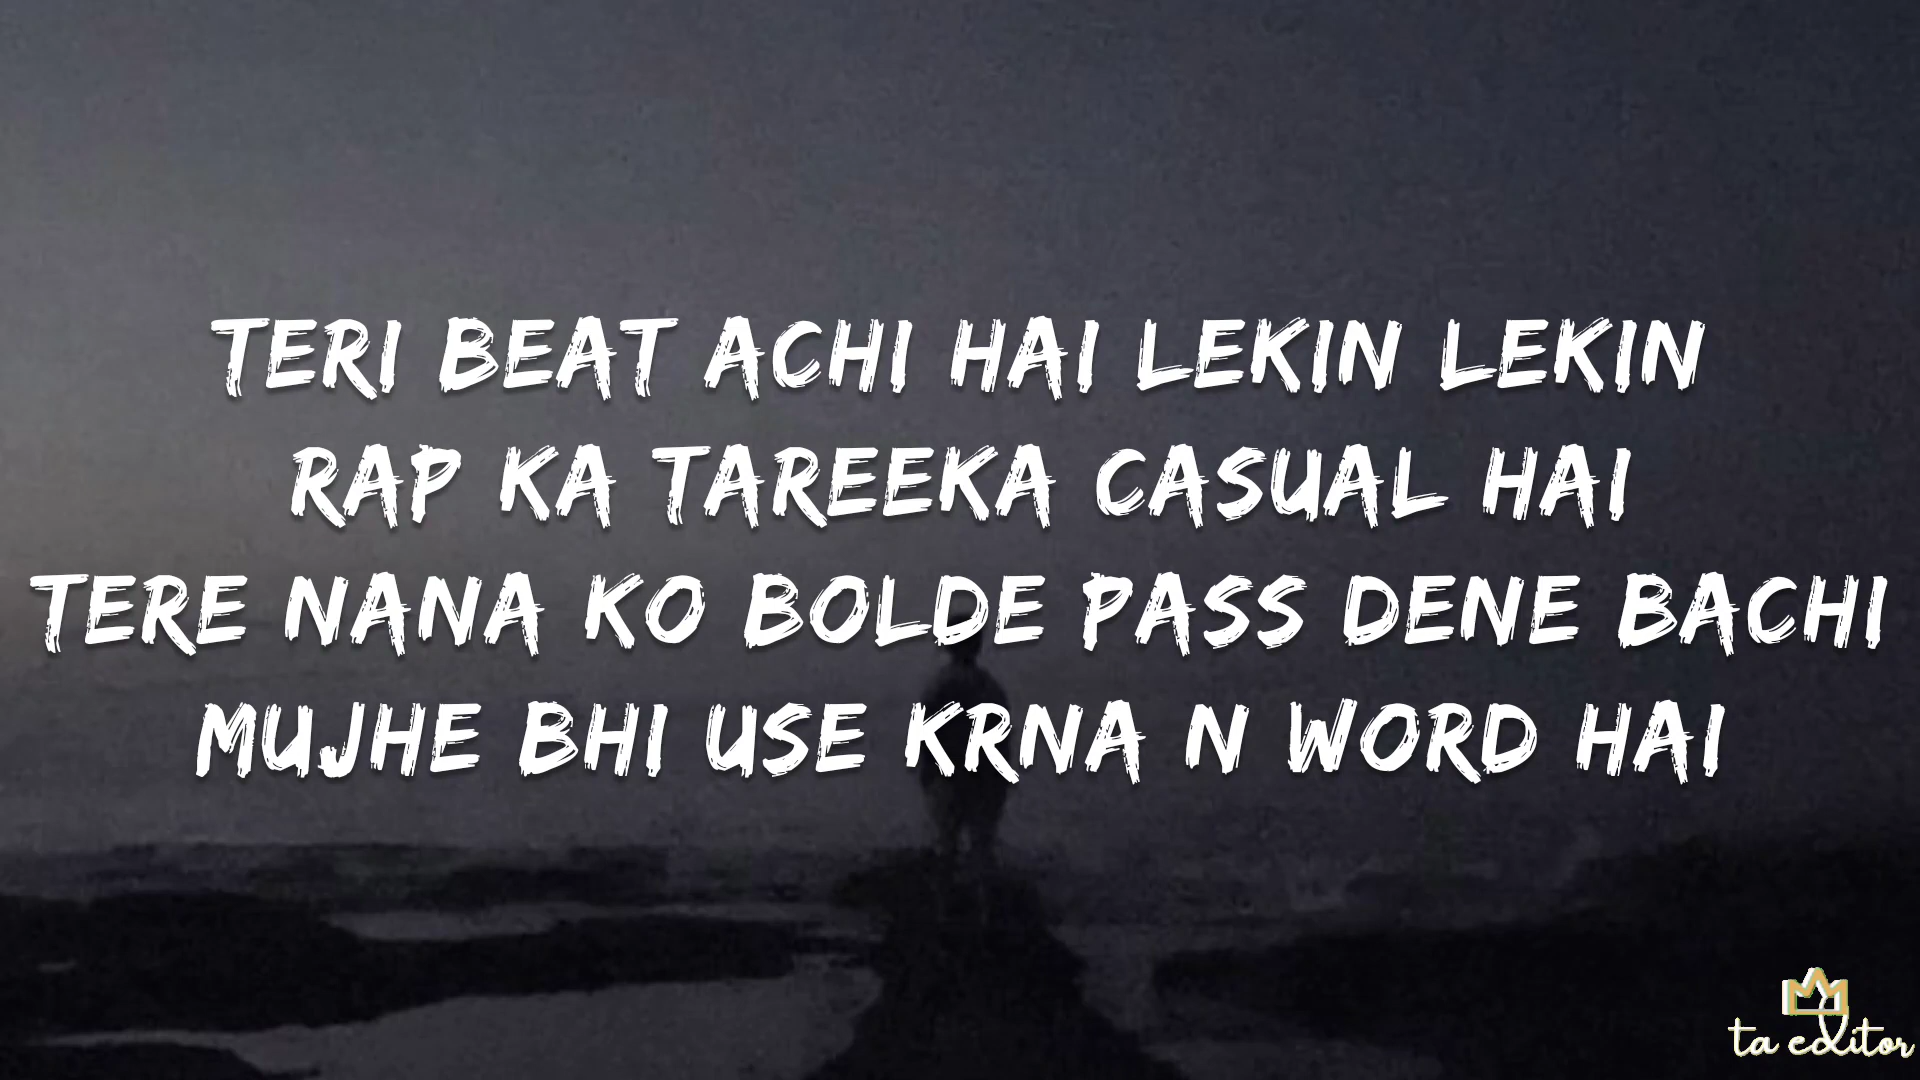 TERI BEAT ACHI HAI LEKIN LEKIN
RAP KA TAREEKA CASUAL HAI
TERE NANA KO BOLDE PASS DENE BACHI
MUJHE BHI USE KRNA N WORD HAI
ta editor